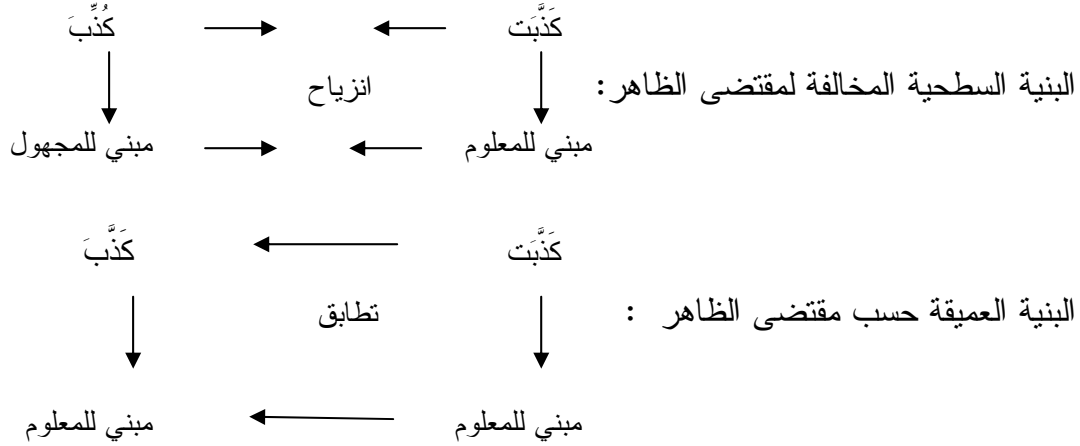 كَذَّبَت كُذِّبَ
البنية السطحية المخالفة لمقتضى الظاهر : انزياح
مبني للمعلوم مبني للمجهول
كَذَّبَت كَذَّبَ
البنية العميقة حسب مقتضى الظاهر : تطابق
مبني للمعلوم مبني للمعلوم